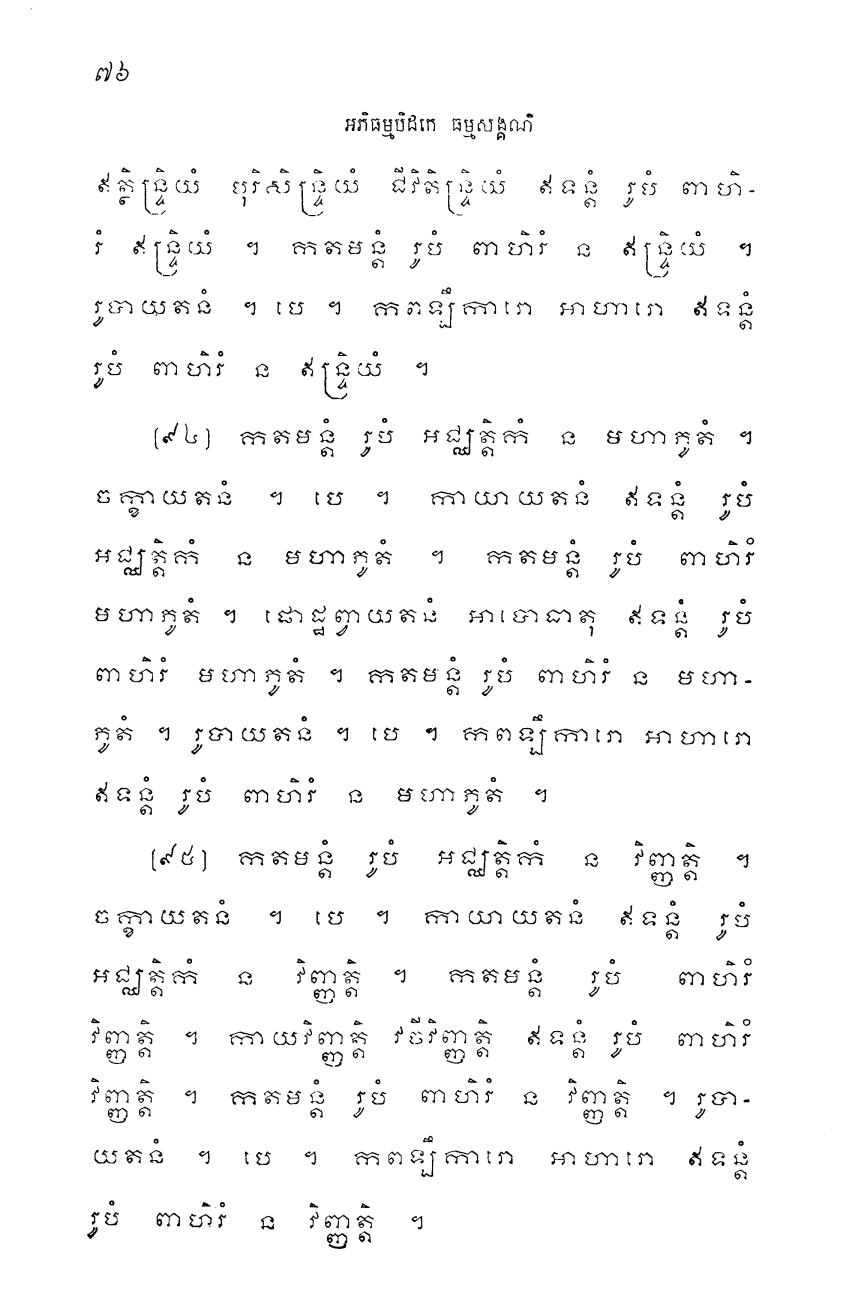 ៧៦
អភិធម្មបិដកេ ធម្មសង្គណិ
ឥត្ថិន្ទ្រិយំ បុរិសិន្ទ្រិយំ ជីវិតិន្ទ្រិយំ ឥទន្តំ រូបំ ពាហិ-
រំ ឥន្ទ្រិយំ ។ កតមន្តំ រូបំ ពាហិរំ ន ឥន្ទ្រិយំ ។
រូបាយតនំ ។ បេ ។ កពឡឹការោ អាហារោ ឥទន្តំ
រូបំ ពាហិរំ ន ឥន្ទ្រិយំ ។
(៩៤) កតមន្តំ រូបំ អជ្ឈត្តិកំ ន មហាភូតំ ។
ចក្ខាយតនំ ។ បេ ។ កាយាយតនំ ឥទន្តំ រូបំ
អជ្ឈត្តិកំ ន មហាភូតំ ។ កតមន្តំ រូបំ ពាហិរំ
មហាភូតំ ។ ផោដ្ឋព្វាយតនំ អាបោធាតុ ឥទន្តំ រូបំ
ពាហិរំ មហាភូតំ ។ កតមន្តំ រូបំ ពាហិរំ ន មហា-
ភូតំ ។ រូបាយតនំ ។ បេ ។ កពឡឹការោ អាហារោ
ឥទន្តំ រូបំ ពាហិរំ ន មហាភូតំ ។
(៩៥) កតមន្តំ រូបំ អជ្ឈត្តិកំ ន វិញ្ញត្តិ ។
ចក្ខាយតនំ ។ បេ ។ កាយាយតនំ ឥទន្តំ រូបំ
អជ្ឈត្តិកំ ន វិញ្ញត្តិ ។ កតមន្តំ រូបំ ពាហិរំ
វិញ្ញត្តិ ។ កាយវិញ្ញត្តិ វចីវិញ្ញត្តិ ឥទន្តំ រូបំ ពាហិរំ
វិញ្ញត្តិ ។ កតមន្តំ រូបំ ពាហិរំ ន វិញ្ញត្តិ ។ រូបា-
យតនំ ។ បេ ។ កពឡឹការោ អាហារោ ឥទន្តំ
រូបំ ពាហិរំ ន វិញ្ញត្តិ ។